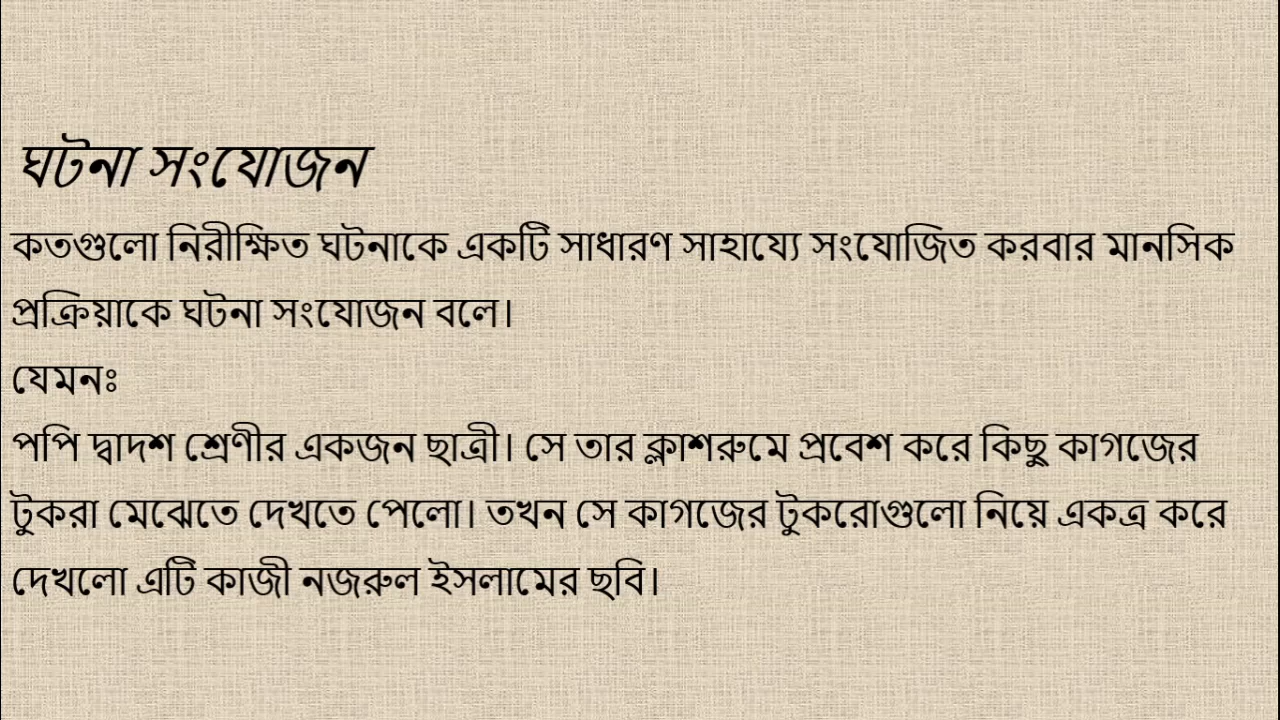 ঘটনা সংযোজন
কতগুলো নিরীক্ষিত ঘটনাকে একটি সাধারণ সাহায্যে সংযোজিত করবার মানসিক
প্রক্রিয়াকে ঘটনা সংযোজন বলে।
যেমনঃ
পপি দ্বাদশ শ্রেণীর একজন ছাত্রী। সে তার ক্লাশরুমে প্রবেশ করে কিছু কাগজের
টুকরা মেঝেতে দেখতে পেলো। তখন সে কাগজের টুকরোগুলো নিয়ে একত্র করে
দেখলো এটি কাজী নজরুল ইসলামের ছবি।